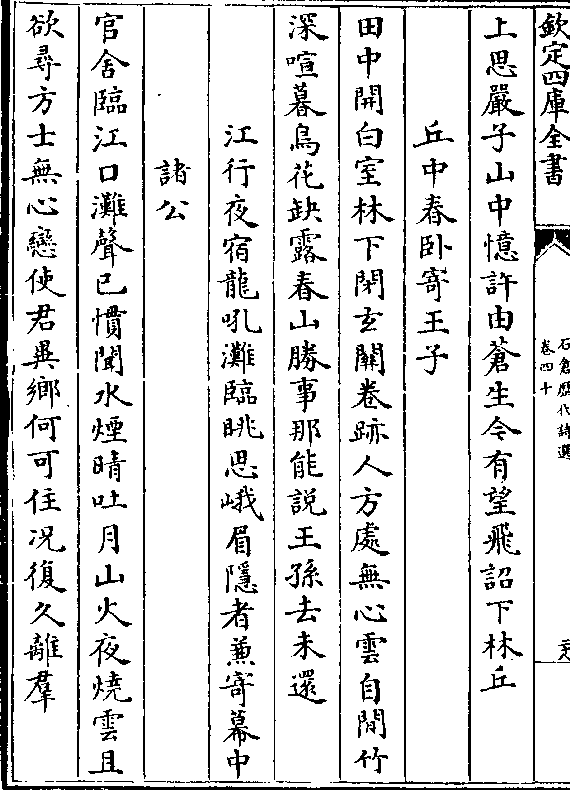 欽定四庫全書
石倉歷代詩選
卷四十
上思嚴子山中憶許由蒼生今有望飛詔下林丘
丘中春卧寄王子
田中開白室林下閉玄關卷跡人方處無心雲自閒竹
深喧暮鳥花缺露春山勝事那能説王孫去未還
江行夜宿龍吼灘臨眺思峨眉隱者兼寄幕中
諸公
官舍臨江口灘聲已慣聞水煙晴吐月山火夜燒雲且
欲尋方士無心戀使君異鄉何可住况復久離羣